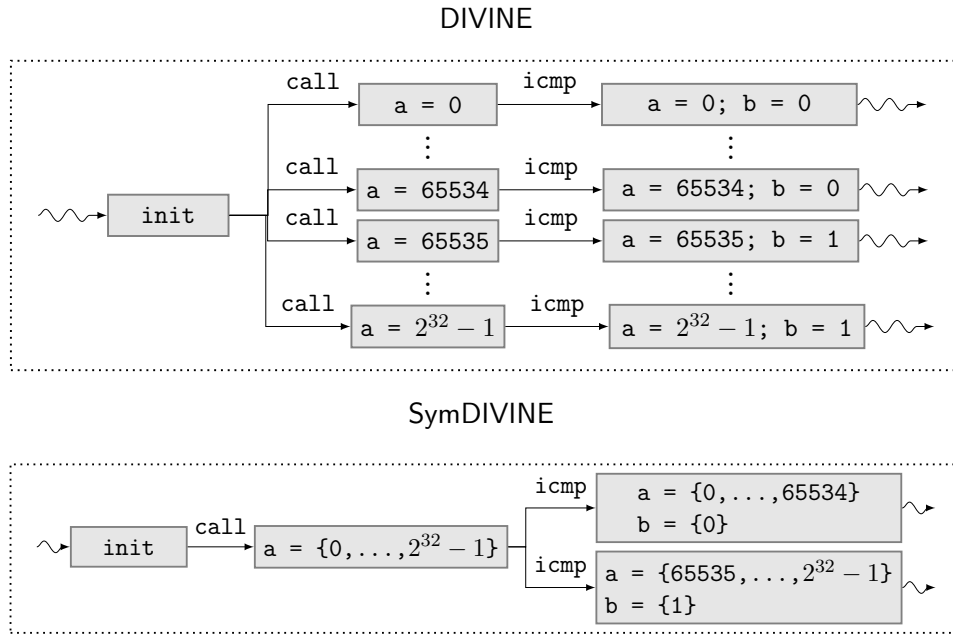 DIVINE
call a = 0 icmp a = 0; b = 0
⋮ ⋮
call a = 65534 icmp a = 65534; b = 0
init
call a = 65535 icmp a = 65535; b = 1
⋮ ⋮
call a = 2^32 − 1 icmp a = 2^32 − 1; b = 1
SymDIVINE
init call a = {0,...,2^32 − 1}
icmp a = {0,...,65534}
b = {0}
icmp a = {65535,...,2^32 − 1}
b = {1}